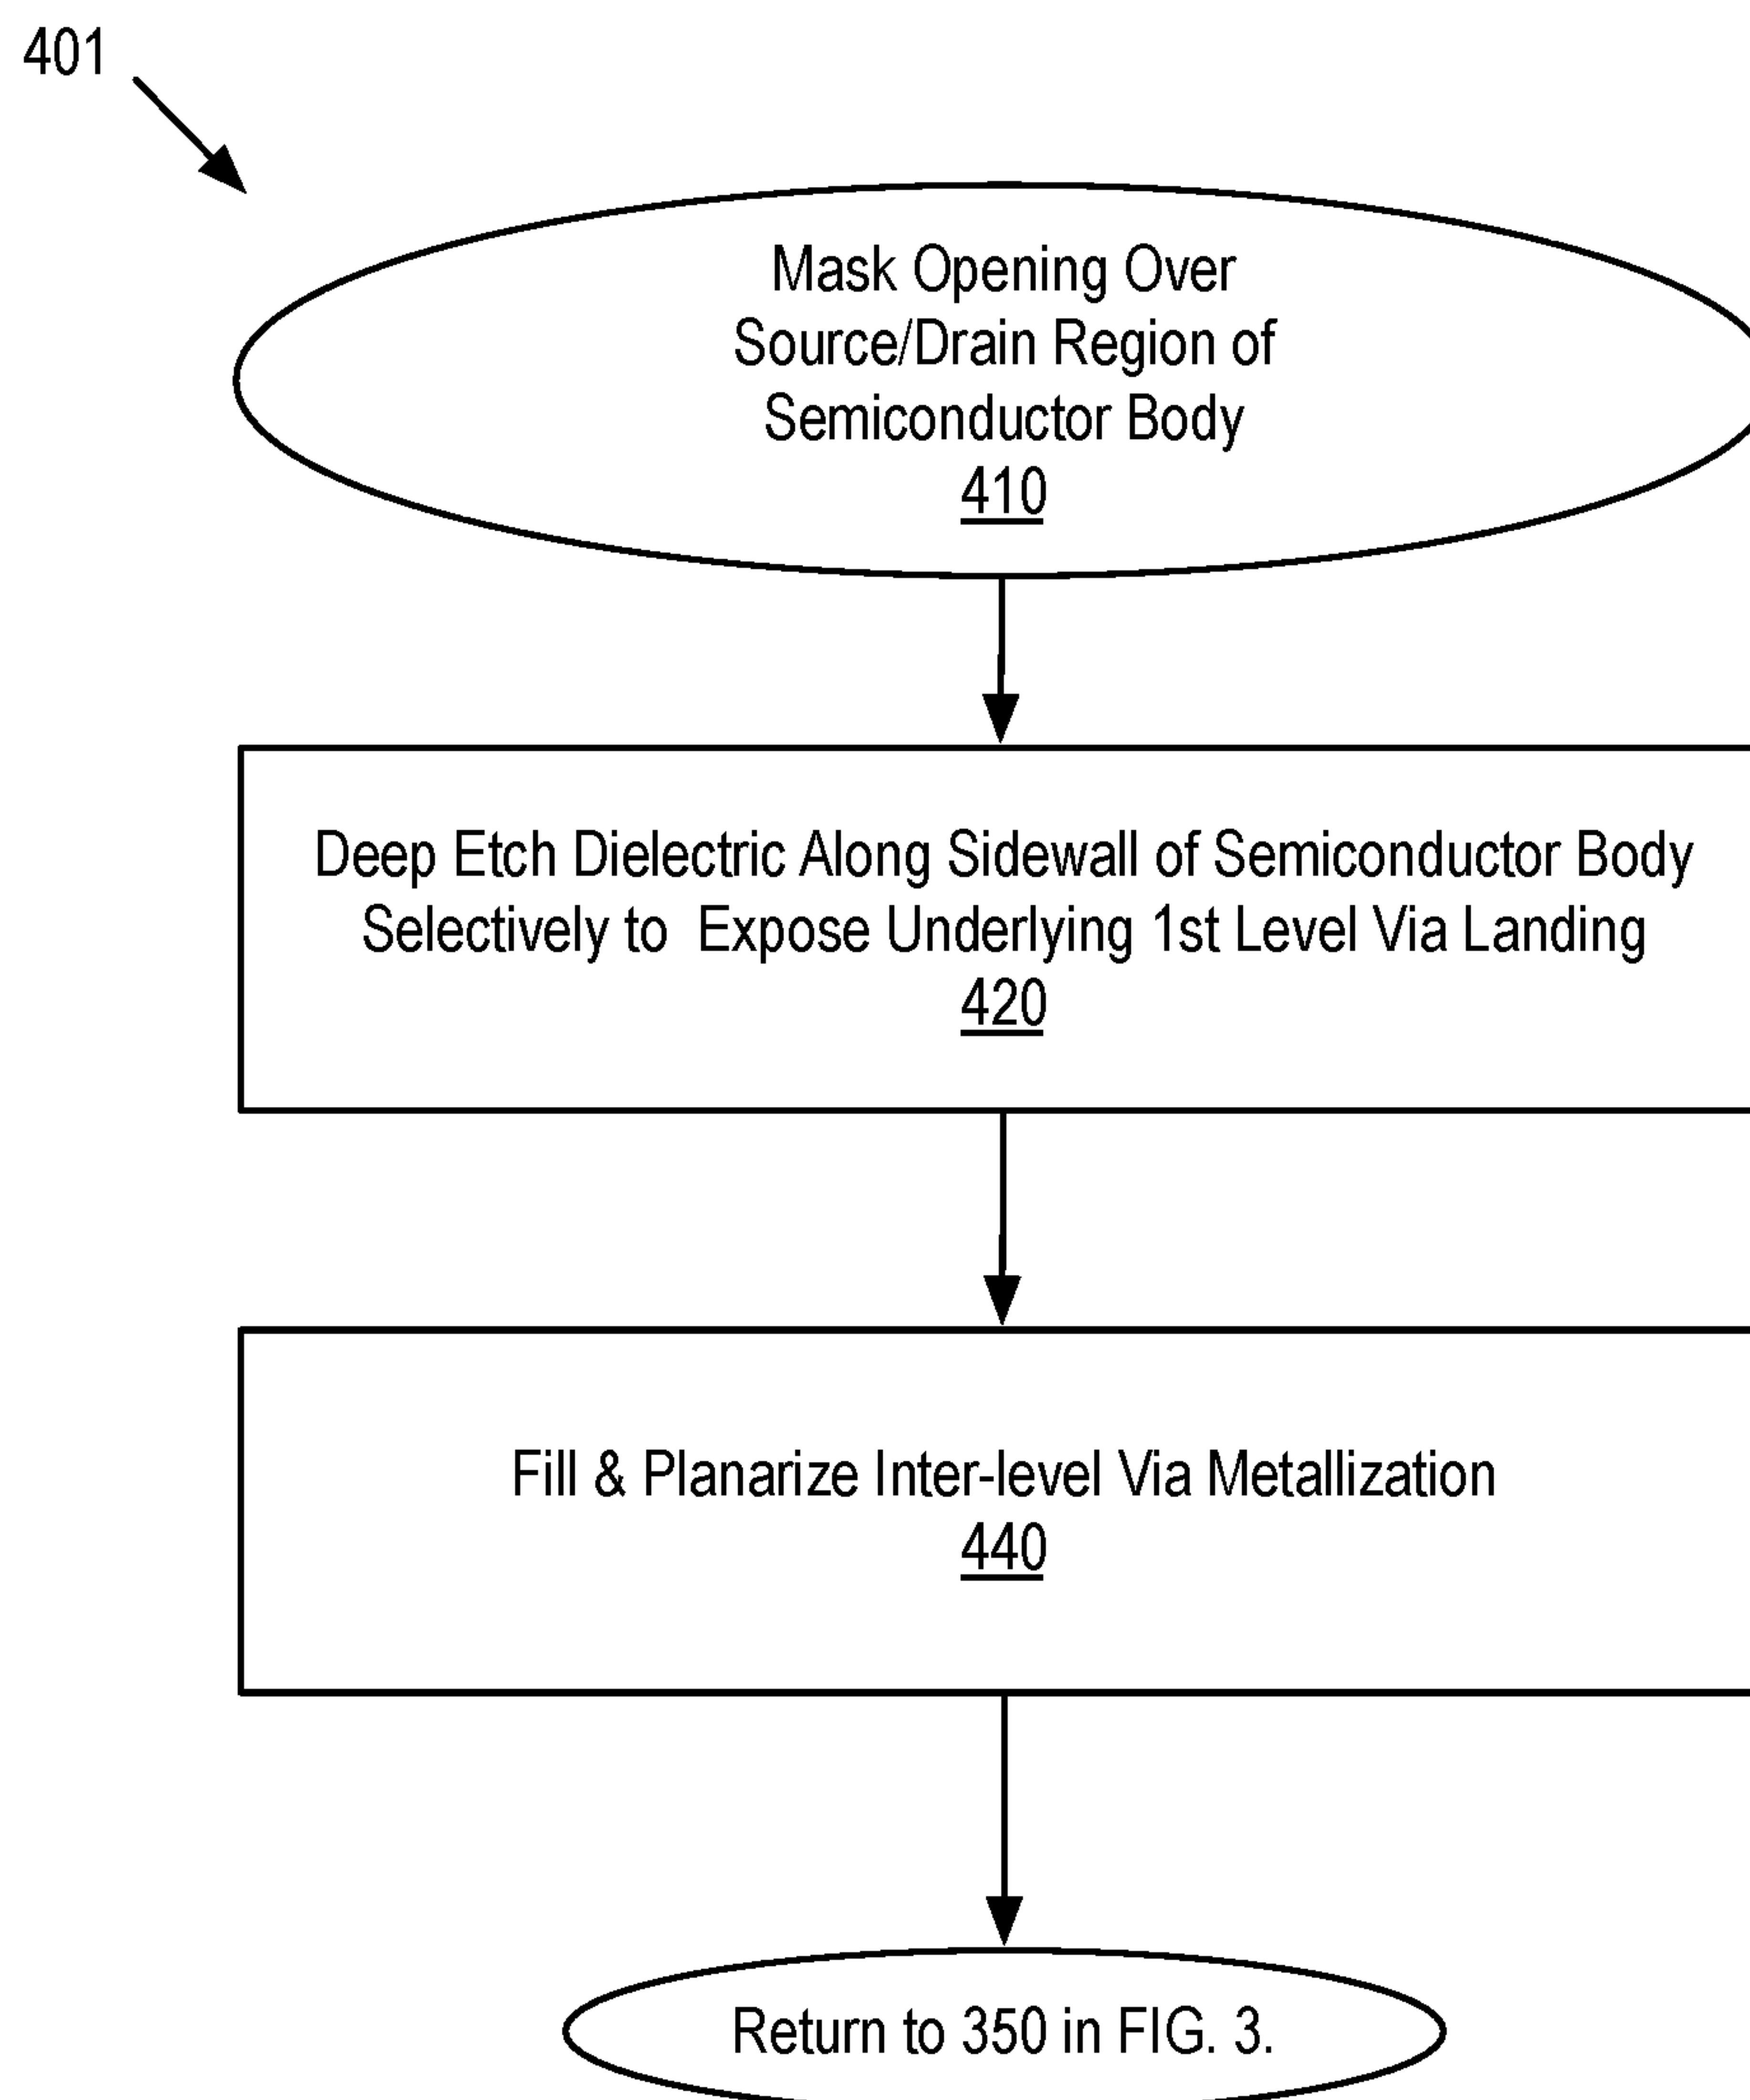 401
Mask Opening Over
Source/Drain Region of
Semiconductor Body
410
Deep Etch Dielectric Along Sidewall of Semiconductor Body
Selectively to Expose Underlying 1st Level Via Landing
420
Fill & Planarize Inter-level Via Metallization
440
Return to 350 in FIG. 3.